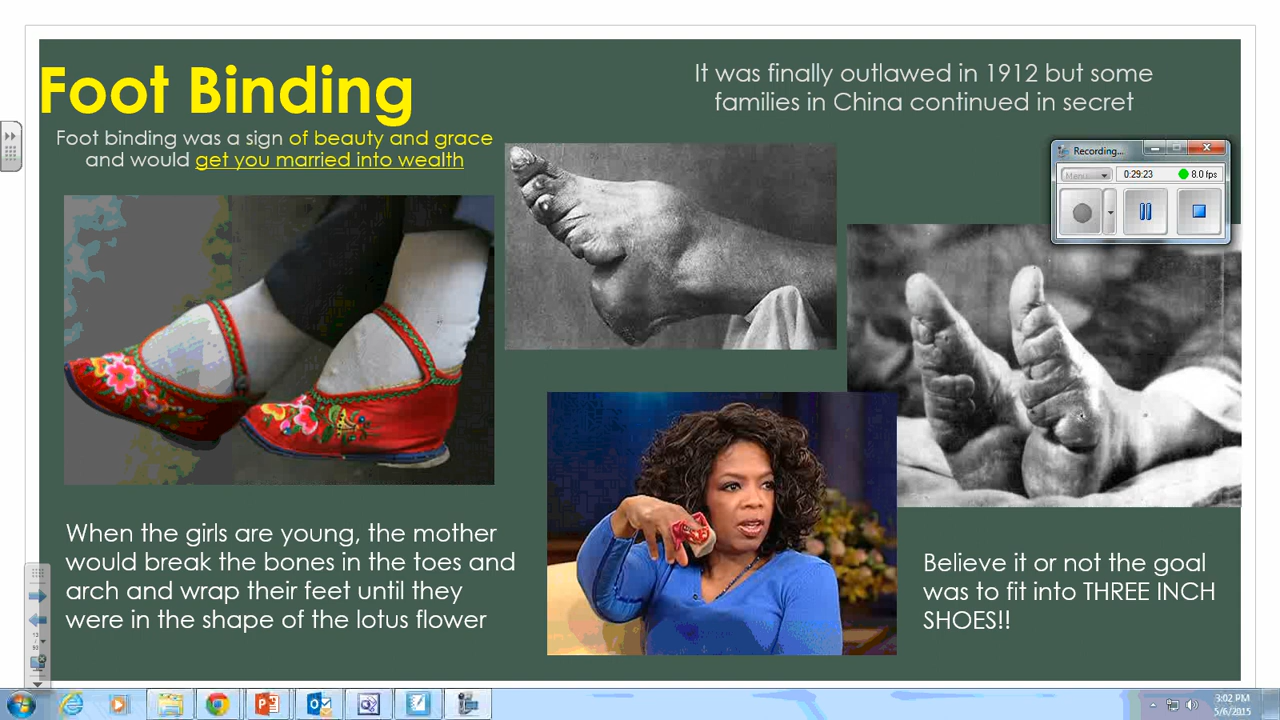 Foot Binding
Foot binding was a sign of beauty and grace
and would get you married into wealth
It was finally outlawed in 1912 but some
families in China continued in secret
Recording...
Menu
0:29:23
8.0 fps
When the girls are young, the mother
would break the bones in the toes and
arch and wrap their feet until they
were in the shape of the lotus flower
Believe it or not the goal
was to fit into THREE INCH
SHOES!!
13
/
93
3:02 PM
5/6/2015